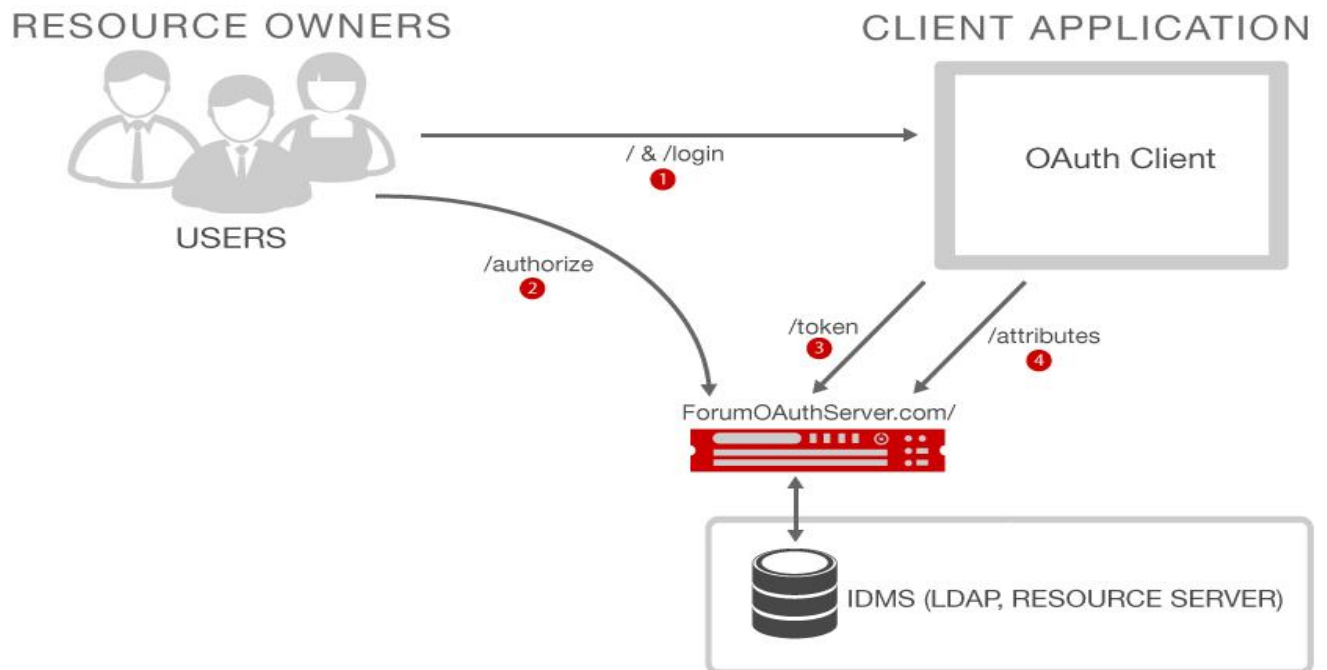 RESOURCE OWNERS
CLIENT APPLICATION
OAuth Client
/ & /login
1
USERS
/authorize
2
/token
3
/attributes
4
ForumOAuthServer.com/
IDMS (LDAP, RESOURCE SERVER)